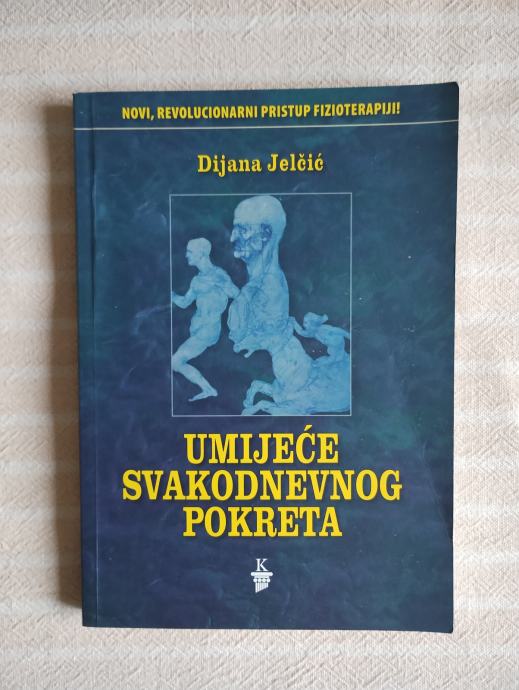 NOVI, REVOLUCIONARNI PRISTUP FIZIOTERAPIJI!
Dijana Jelčić
UMIJEĆE
SVAKODNEVNOG
POKRETA
K